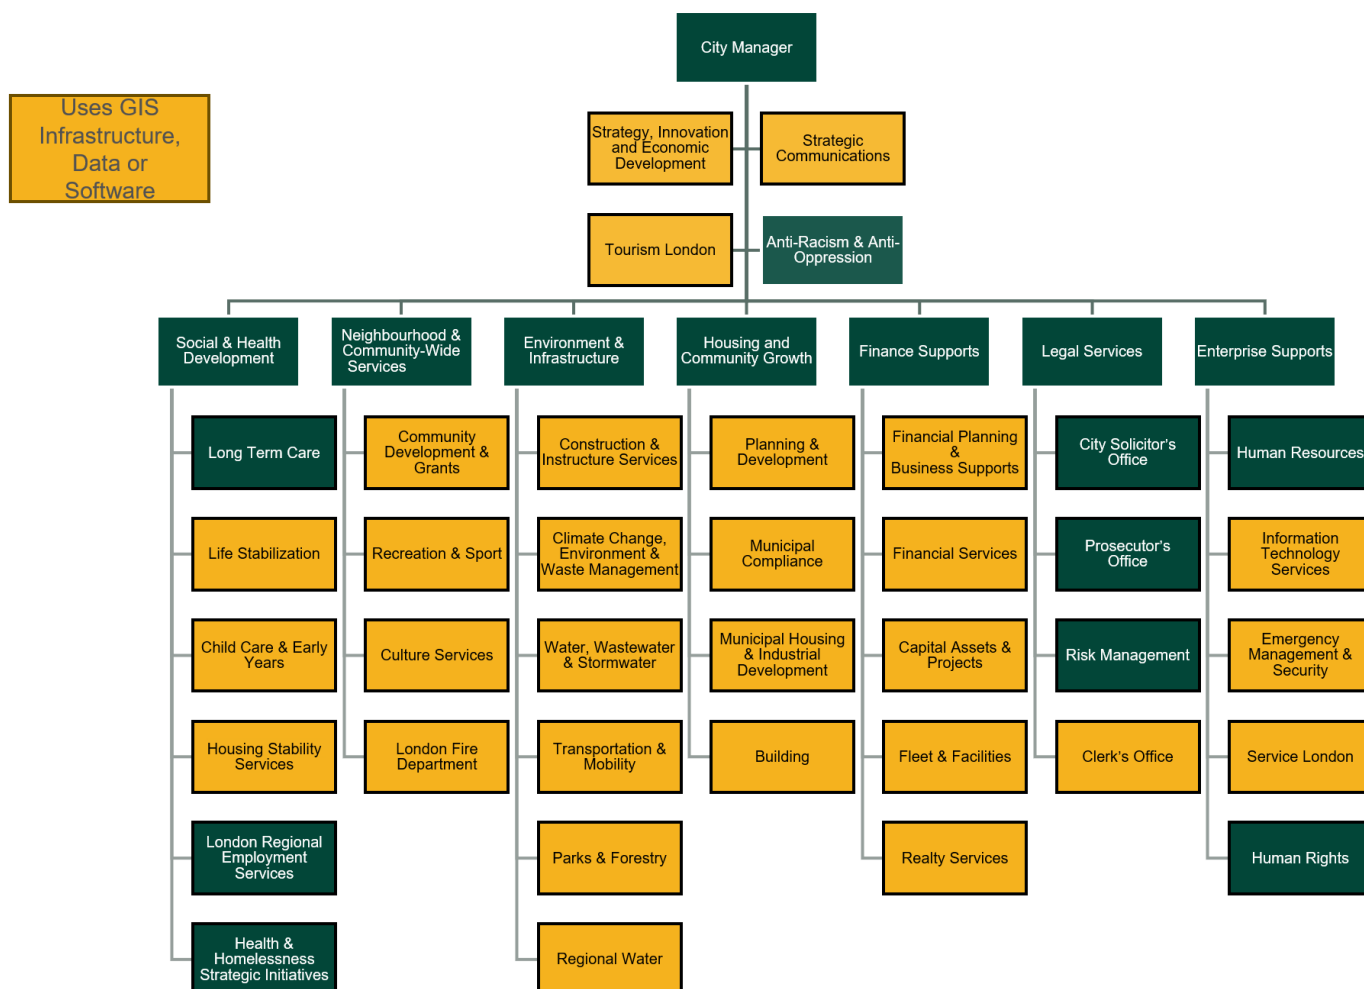 City Manager
Uses GIS
Infrastructure,
Data or
Software
Strategy, Innovation
and Economic
Development
Strategic
Communications
Tourism London
Anti-Racism & Anti-
Oppression
Social & Health
Development
Neighbourhood &
Community-Wide
Services
Environment &
Infrastructure
Housing and
Community Growth
Finance Supports
Legal Services
Enterprise Supports
Long Term Care
Life Stabilization
Child Care & Early
Years
Housing Stability
Services
London Regional
Employment
Services
Health &
Homelessness
Strategic Initiatives
Community
Development &
Grants
Recreation & Sport
Culture Services
London Fire
Department
Construction &
Instructure Services
Climate Change,
Environment &
Waste Management
Water, Wastewater
& Stormwater
Transportation &
Mobility
Parks & Forestry
Regional Water
Planning &
Development
Municipal
Compliance
Municipal Housing
& Industrial
Development
Building
Financial Planning
&
Business Supports
Financial Services
Capital Assets &
Projects
Fleet & Facilities
Realty Services
City Solicitor's
Office
Prosecutor's
Office
Risk Management
Clerk's Office
Human Resources
Information
Technology
Services
Emergency
Management &
Security
Service London
Human Rights